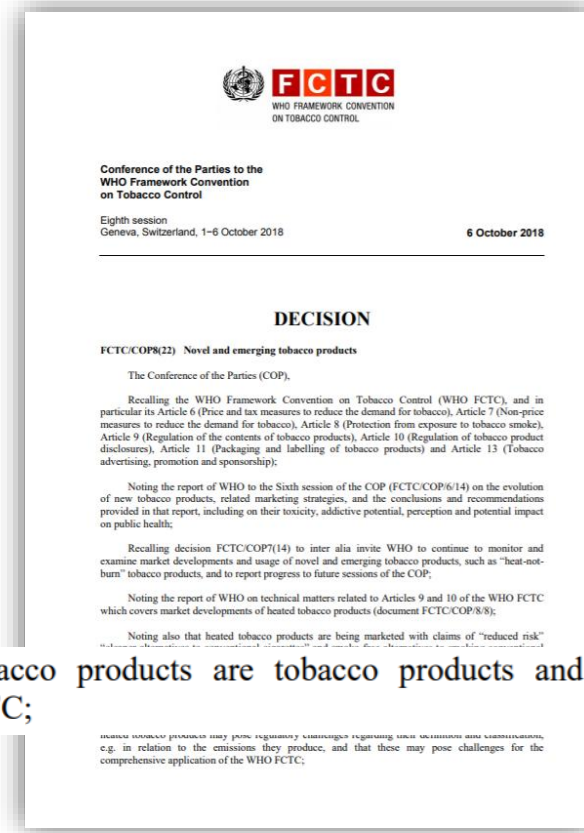 FCTC
WHO FRAMEWORK CONVENTION
ON TOBACCO CONTROL
Conference of the Parties to the
WHO Framework Convention
on Tobacco Control
Eighth session
Geneva, Switzerland, 1–6 October 2018
6 October 2018
DECISION
FCTC/COP8(22) Novel and emerging tobacco products
The Conference of the Parties (COP),
Recalling the WHO Framework Convention on Tobacco Control (WHO FCTC), and in
particular its Article 6 (Price and tax measures to reduce the demand for tobacco), Article 7 (Non-price
measures to reduce the demand for tobacco), Article 8 (Protection from exposure to tobacco smoke),
Article 9 (Regulation of the contents of tobacco products), Article 10 (Regulation of tobacco product
disclosures), Article 11 (Packaging and labelling of tobacco products) and Article 13 (Tobacco
advertising, promotion and sponsorship);
Noting the report of WHO to the Sixth session of the COP (FCTC/COP/6/14) on the evolution
of new tobacco products, related marketing strategies, and the conclusions and recommendations
provided in that report, including on their toxicity, addictive potential, perception and potential impact
on public health;
Recalling decision FCTC/COP7(14) to inter alia invite WHO to continue to monitor and
examine market developments and usage of novel and emerging tobacco products, such as "heat-not-
burn" tobacco products, and to report progress to future sessions of the COP;
Noting the report of WHO on technical matters related to Articles 9 and 10 of the WHO FCTC
which covers market developments of heated tobacco products (document FCTC/COP/8/8);
Noting also that heated tobacco products are being marketed with claims of "reduced risk"
acco products are tobacco products and
C;
heated tobacco products may pose regulatory challenges regarding their definition and classification,
e.g. in relation to the emissions they produce, and that these may pose challenges for the
comprehensive application of the WHO FCTC;